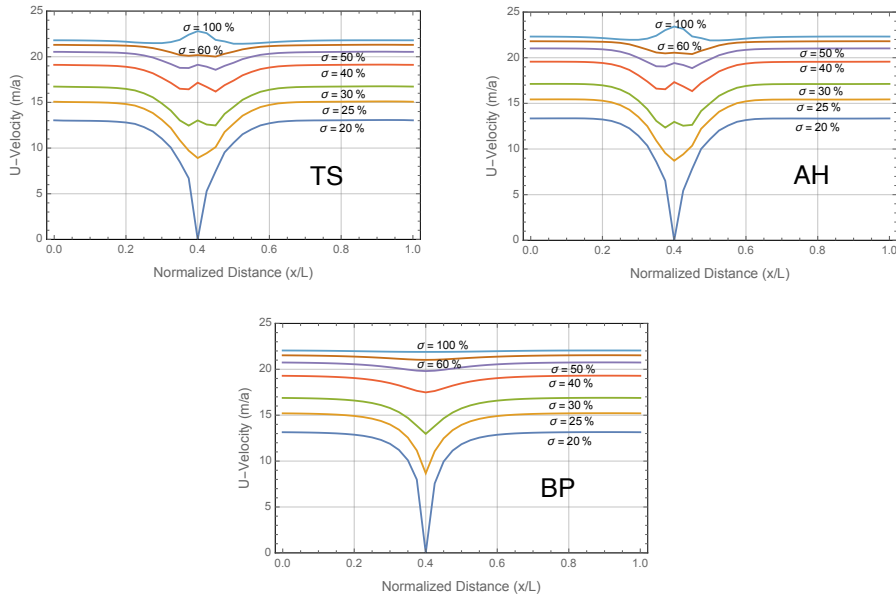 25
20
15
10
5
0
U−Velocity (m/a)
σ = 100 %
σ = 60 %
σ = 50 %
σ = 40 %
σ = 30 %
σ = 25 %
σ = 20 %
TS
0.0 0.2 0.4 0.6 0.8 1.0
Normalized Distance (x/L)
25
20
15
10
5
0
U−Velocity (m/a)
σ = 100 %
σ = 60 %
σ = 50 %
σ = 40 %
σ = 30 %
σ = 25 %
σ = 20 %
AH
0.0 0.2 0.4 0.6 0.8 1.0
Normalized Distance (x/L)
25
20
15
10
5
0
U−Velocity (m/a)
σ = 100 %
σ = 60 %
σ = 50 %
σ = 40 %
σ = 30 %
σ = 25 %
σ = 20 %
BP
0.0 0.2 0.4 0.6 0.8 1.0
Normalized Distance (x/L)